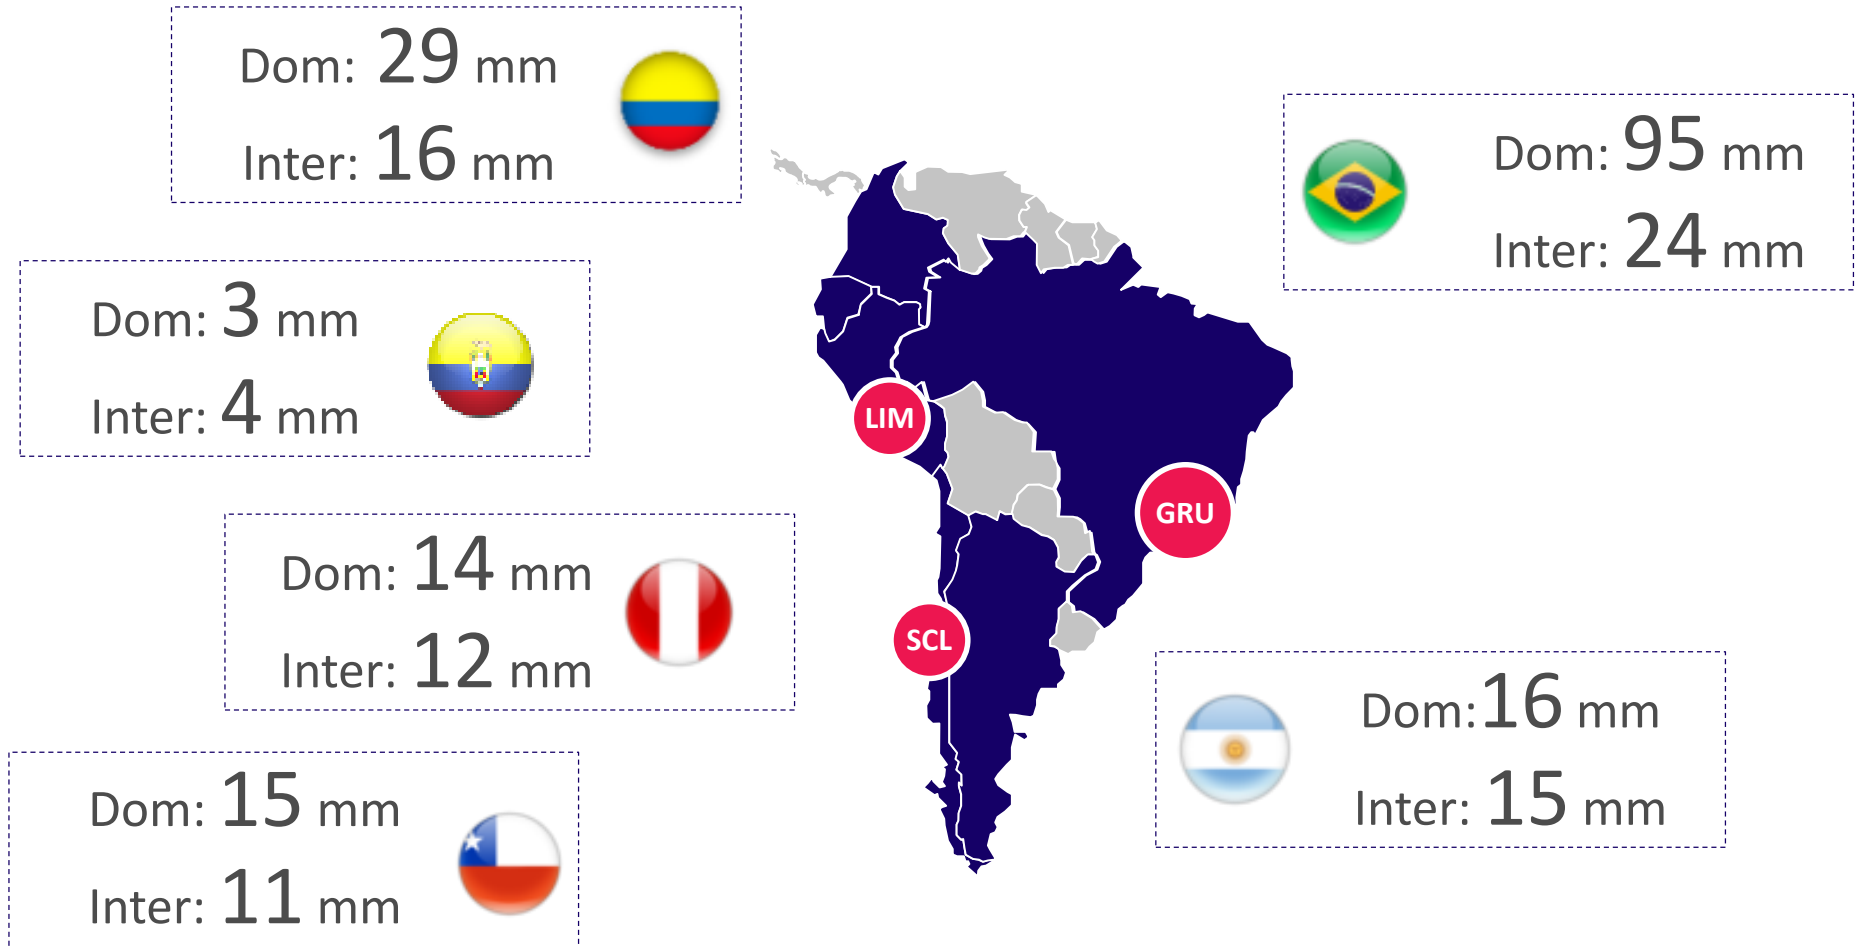 Dom: 29 mm
Inter: 16 mm
Dom: 95 mm
Inter: 24 mm
Dom: 3 mm
Inter: 4 mm
LIM
GRU
Dom: 14 mm
Inter: 12 mm
SCL
Dom:16 mm
Inter: 15 mm
Dom: 15 mm
Inter: 11 mm